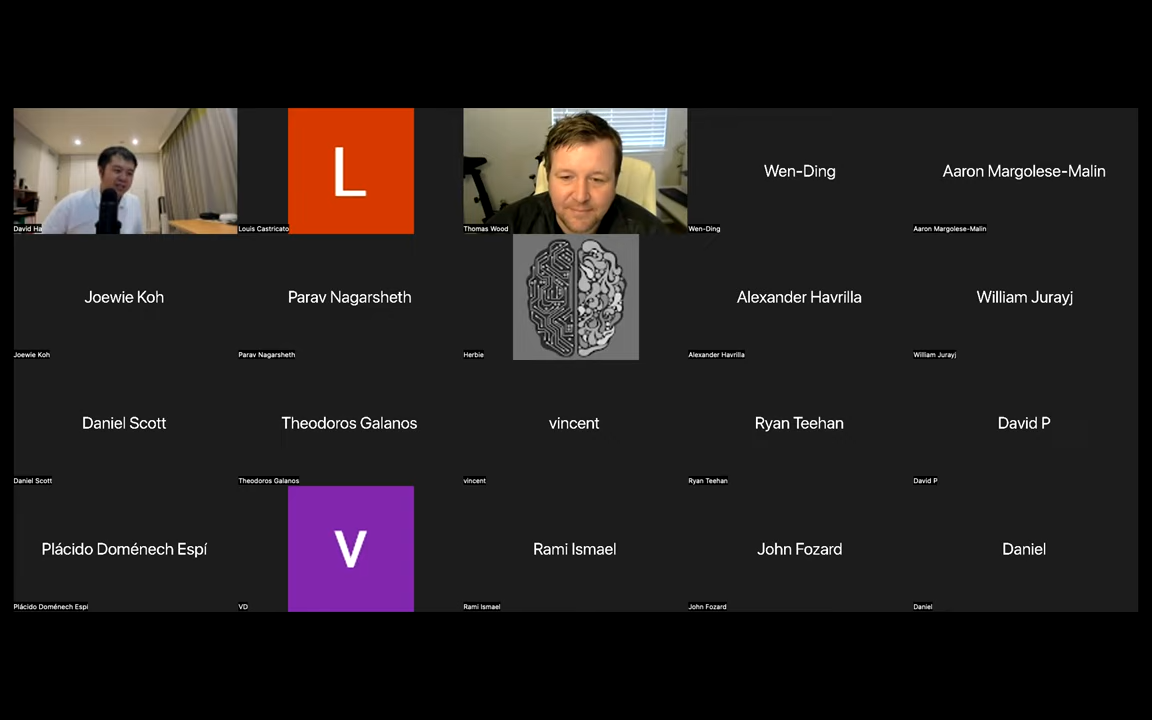 L
Wen-Ding
Aaron Margolese-Malin
David Ha
Louis Castricato
Thomas Wood
Wen-Ding
Aaron Margolese-Malin
Joewie Koh
Parav Nagarsheth
Alexander Havrilla
William Jurayj
Joewie Koh
Parav Nagarsheth
Herbie
Alexander Havrilla
William Jurayj
Daniel Scott
Theodoros Galanos
vincent
Ryan Teehan
David P
Daniel Scott
Theodoros Galanos
vincent
Ryan Teehan
David P
Plácido Doménech Espí
V
Rami Ismael
John Fozard
Daniel
Plácido Doménech Espí
VD
Rami Ismael
John Fozard
Daniel